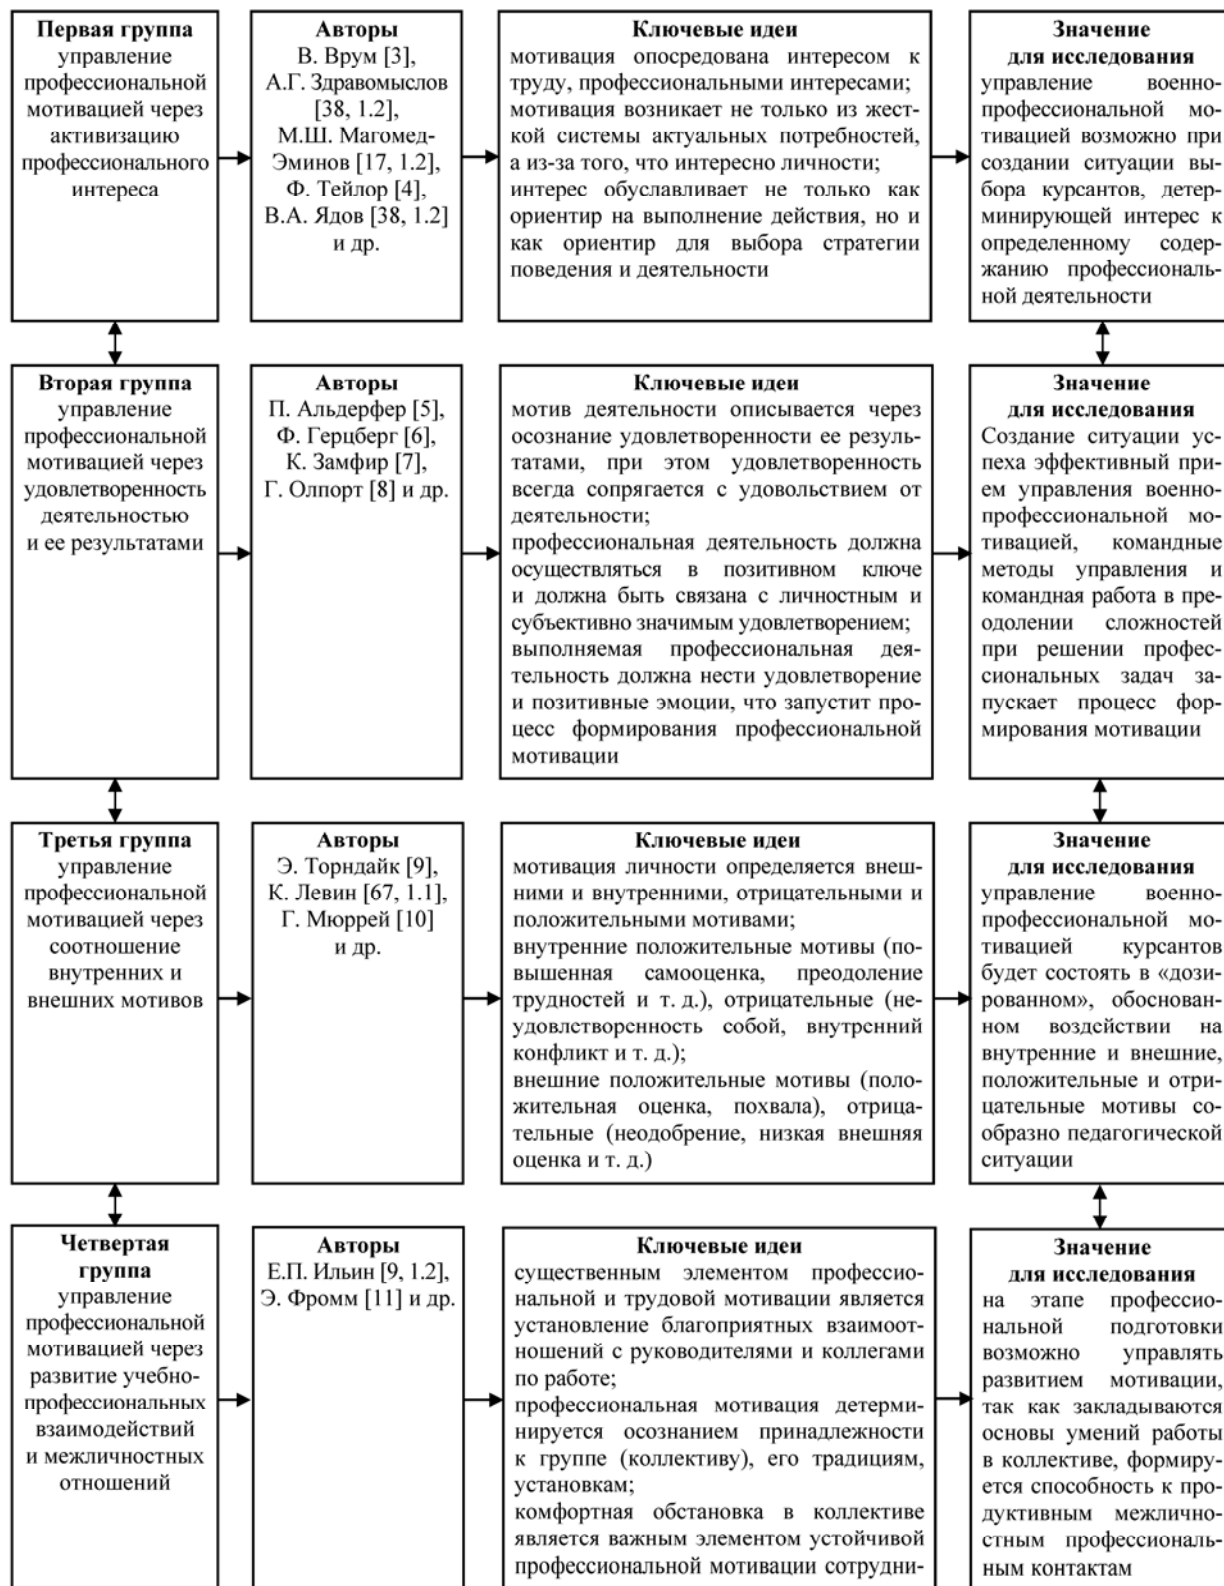 Первая группа
управление
профессиональной
мотивацией через
активизацию
профессионального
интереса
Авторы
В. Врум [3],
А.Г. Здравомыслов
[38, 1.2],
М.Ш. Магомед-
Эминов [17, 1.2],
Ф. Тейлор [4],
В.А. Ядов [38, 1.2]
и др.
Ключевые идеи
мотивация опосредована интересом к
труду, профессиональными интересами;
мотивация возникает не только из жест-
кой системы актуальных потребностей,
а из-за того, что интересно личности;
интерес обуславливает не только как
ориентир на выполнение действия, но и
как ориентир для выбора стратегии
поведения и деятельности
Значение
для исследования
управление военно-
профессиональной мо-
тивацией возможно при
создании ситуации вы-
бора курсантов, детер-
минирующей интерес к
определенному содер-
жанию профессиональ-
ной деятельности
Вторая группа
управление
профессиональной
мотивацией через
удовлетворенность
деятельностью
и ее результатами
Авторы
П. Альдерфер [5],
Ф. Герцберг [6],
К. Замфир [7],
Г. Олпорт [8] и др.
Ключевые идеи
мотив деятельности описывается через
осознание удовлетворенности ее резуль-
татами, при этом удовлетворенность
всегда сопрягается с удовольствием от
деятельности;
профессиональная деятельность должна
осуществляться в позитивном ключе
и должна быть связана с личностным и
субъективно значимым удовлетворением;
выполняемая профессиональная дея-
тельность должна нести удовлетворение
и позитивные эмоции, что запустит про-
цесс формирования профессиональной
мотивации
Значение
для исследования
Создание ситуации ус-
пеха эффективный при-
ем управления военно-
профессиональной мо-
тивацией, командные
методы управления и
командная работа в пре-
одолении сложностей
при решении профес-
сиональных задач за-
пускает процесс фор-
мирования мотивации
Третья группа
управление
профессиональной
мотивацией через
соотношение
внутренних и
внешних мотивов
Авторы
Э. Торндайк [9],
К. Левин [67, 1.1],
Г. Мюррей [10]
и др.
Ключевые идеи
мотивация личности определяется внеш-
ними и внутренними, отрицательными и
положительными мотивами;
внутренние положительные мотивы (по-
вышенная самооценка, преодоление
трудностей и т. д.), отрицательные (не-
удовлетворенность собой, внутренний
конфликт и т. д.);
внешние положительные мотивы (поло-
жительная оценка, похвала), отрица-
тельные (неодобрение, низкая внешняя
оценка и т. д.)
Значение
для исследования
управление военно-
профессиональной мо-
тивацией курсантов
будет состоять в «дози-
рованном», обоснован-
ном воздействии на
внутренние и внешние,
положительные и отри-
цательные мотивы со-
образно педагогической
ситуации
Четвертая
группа
управление
профессиональной
мотивацией через
развитие учебно-
профессиональных
взаимодействий
и межличностных
отношений
Авторы
Е.П. Ильин [9, 1.2],
Э. Фромм [11] и др.
Ключевые идеи
существенным элементом профессио-
нальной и трудовой мотивации является
установление благоприятных взаимоот-
ношений с руководителями и коллегами
по работе;
профессиональная мотивация детерми-
нируется осознанием принадлежности
к группе (коллективу), его традициям,
установкам;
комфортная обстановка в коллективе
является важным элементом устойчивой
профессиональной мотивации сотрудни-
Значение
для исследования
на этапе профессио-
нальной подготовки
возможно управлять
развитием мотивации,
так как закладываются
основы умений работы
в коллективе, формиру-
ется способность к про-
дуктивным межлично-
стным профессиональ-
ным контактам